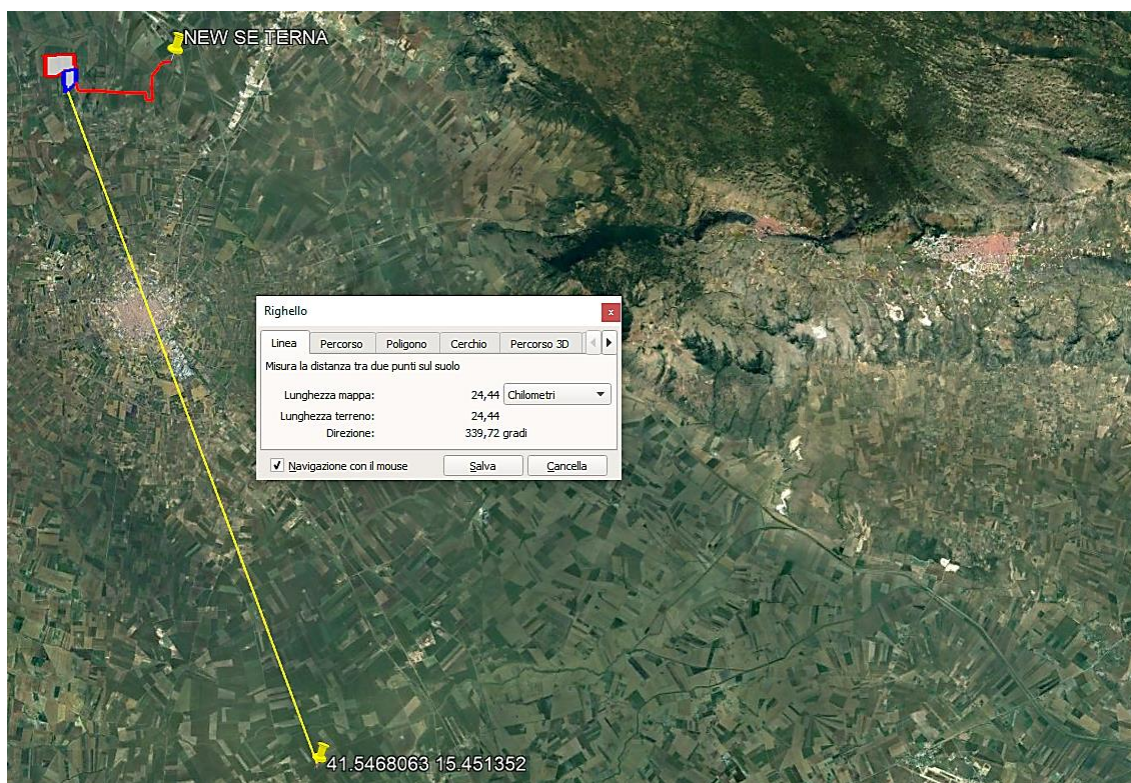 NEW SE TERNA
Righello
x
Linea Percorso Poligono Cerchio Percorso 3D
Misura la distanza tra due punti sul suolo
Lunghezza mappa: 24,44 Chilometri
Lunghezza terreno: 24,44
Direzione: 339,72 gradi
Navigazione con il mouse Salva Cancella
41.5468063 15.451352